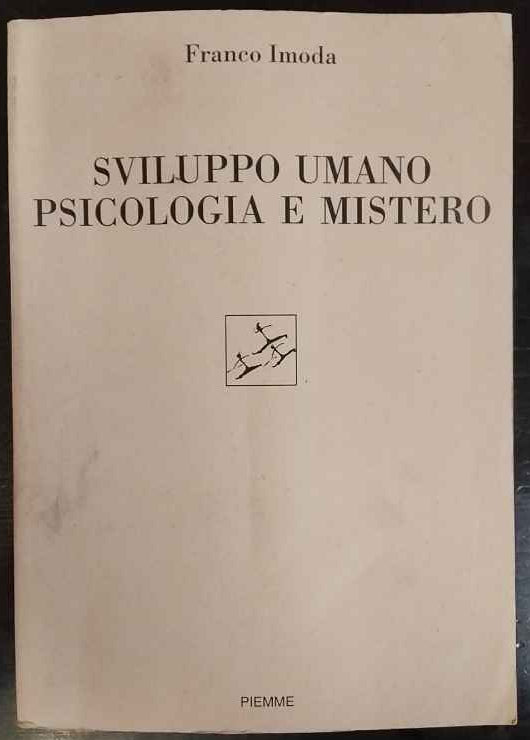 Franco Imoda
SVILUPPO UMANO
PSICOLOGIA E MISTERO
PIEMME